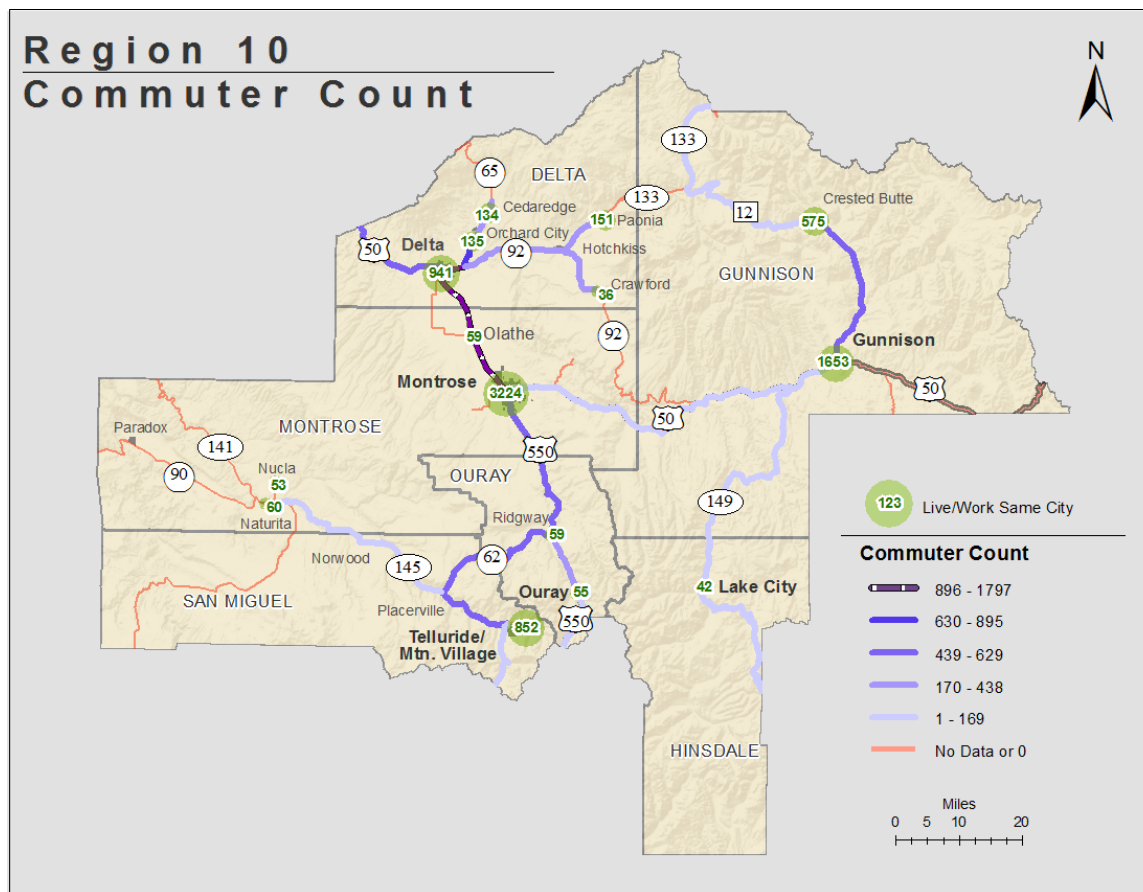 Region 10
Commuter Count
N
133
65
DELTA
133
Crested Butte
134
Cedaredge
151
Paonia
12
575
50
Delta
135
Orchard City
92
Hotchkiss
941
GUNNISON
36
Crawford
59
Olathe
92
Gunnison
1653
Montrose
3224
50
50
Paradox
MONTROSE
141
550
90
Nucla
53
OURAY
60
Naturita
149
123
Live/Work Same City
Ridgway
59
Norwood
62
Commuter Count
145
SAN MIGUEL
Ouray
55
42
Lake City
896 - 1797
Placerville
550
630 - 895
Telluride/
Mtn. Village
852
439 - 629
170 - 438
1 - 169
HINSDALE
No Data or 0
Miles
0 5 10 20